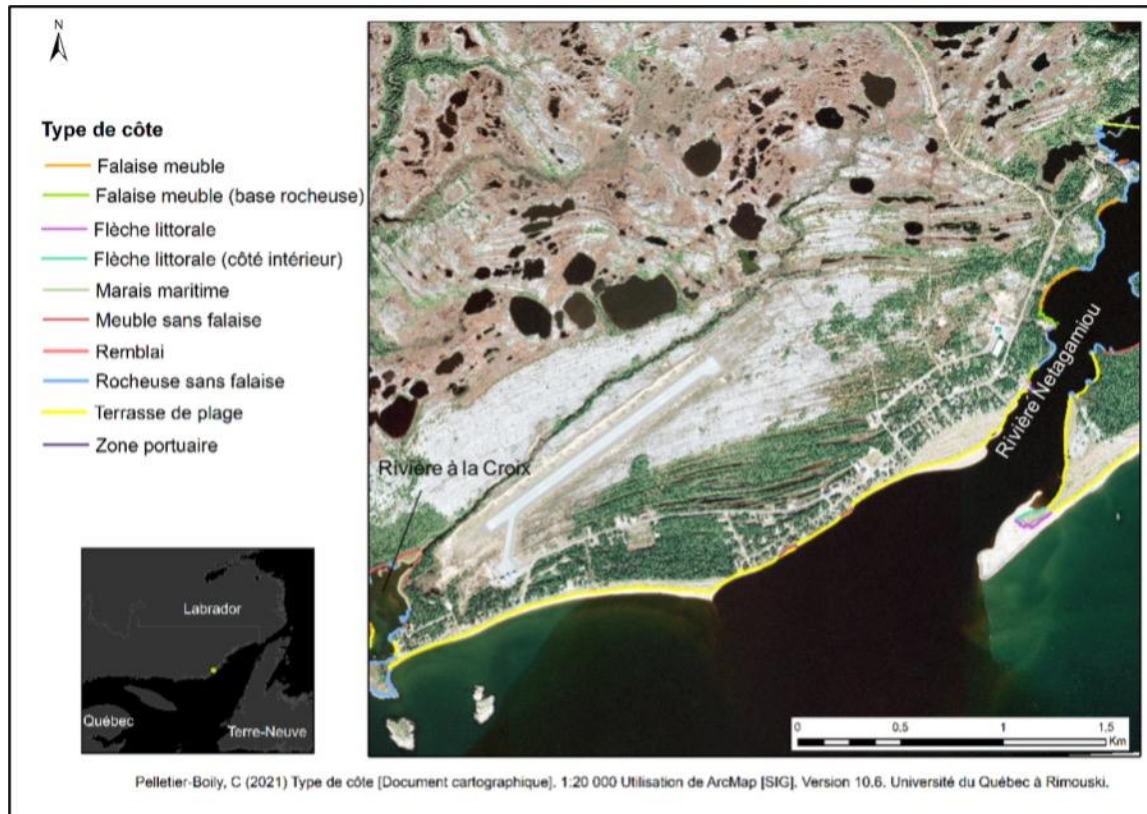 N
Type de côte
Falaise meuble
Falaise meuble (base rocheuse)
Flèche littorale
Flèche littorale (côté intérieur)
Marais maritime
Meuble sans falaise
Remblai
Rocheuse sans falaise
Terrasse de plage
Zone portuaire
Rivière Netagamiou
Rivière à la Croix
Labrador
Québec
Terre-Neuve
0 0.5 1 1.5
Km
Pelletier-Boily, C (2021) Type de côte [Document cartographique]. 1:20 000 Utilisation de ArcMap [SIG]. Version 10.6. Université du Québec à Rimouski.